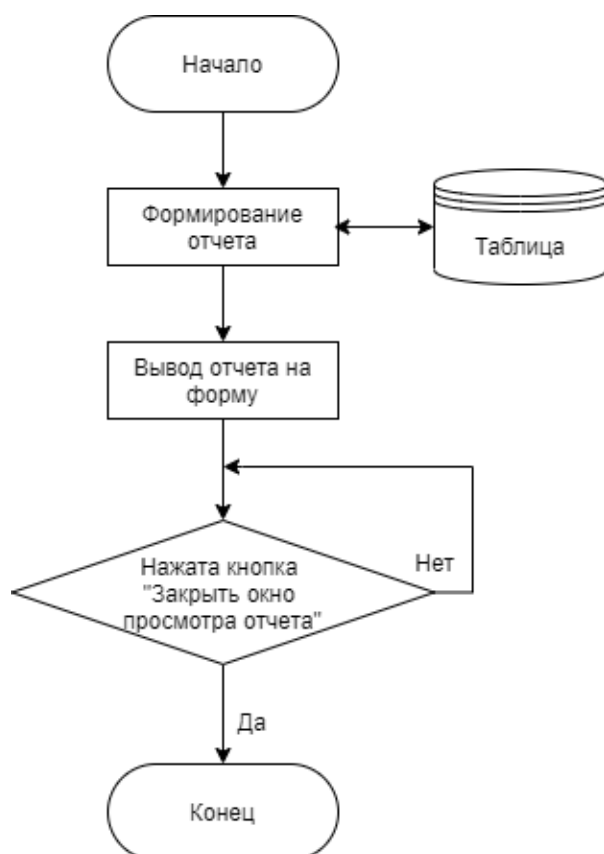 Начало
Формирование
отчета
Таблица
Вывод отчета на
форму
Нажата кнопка
"Закрыть окно
просмотра отчета"
Нет
Да
Конец